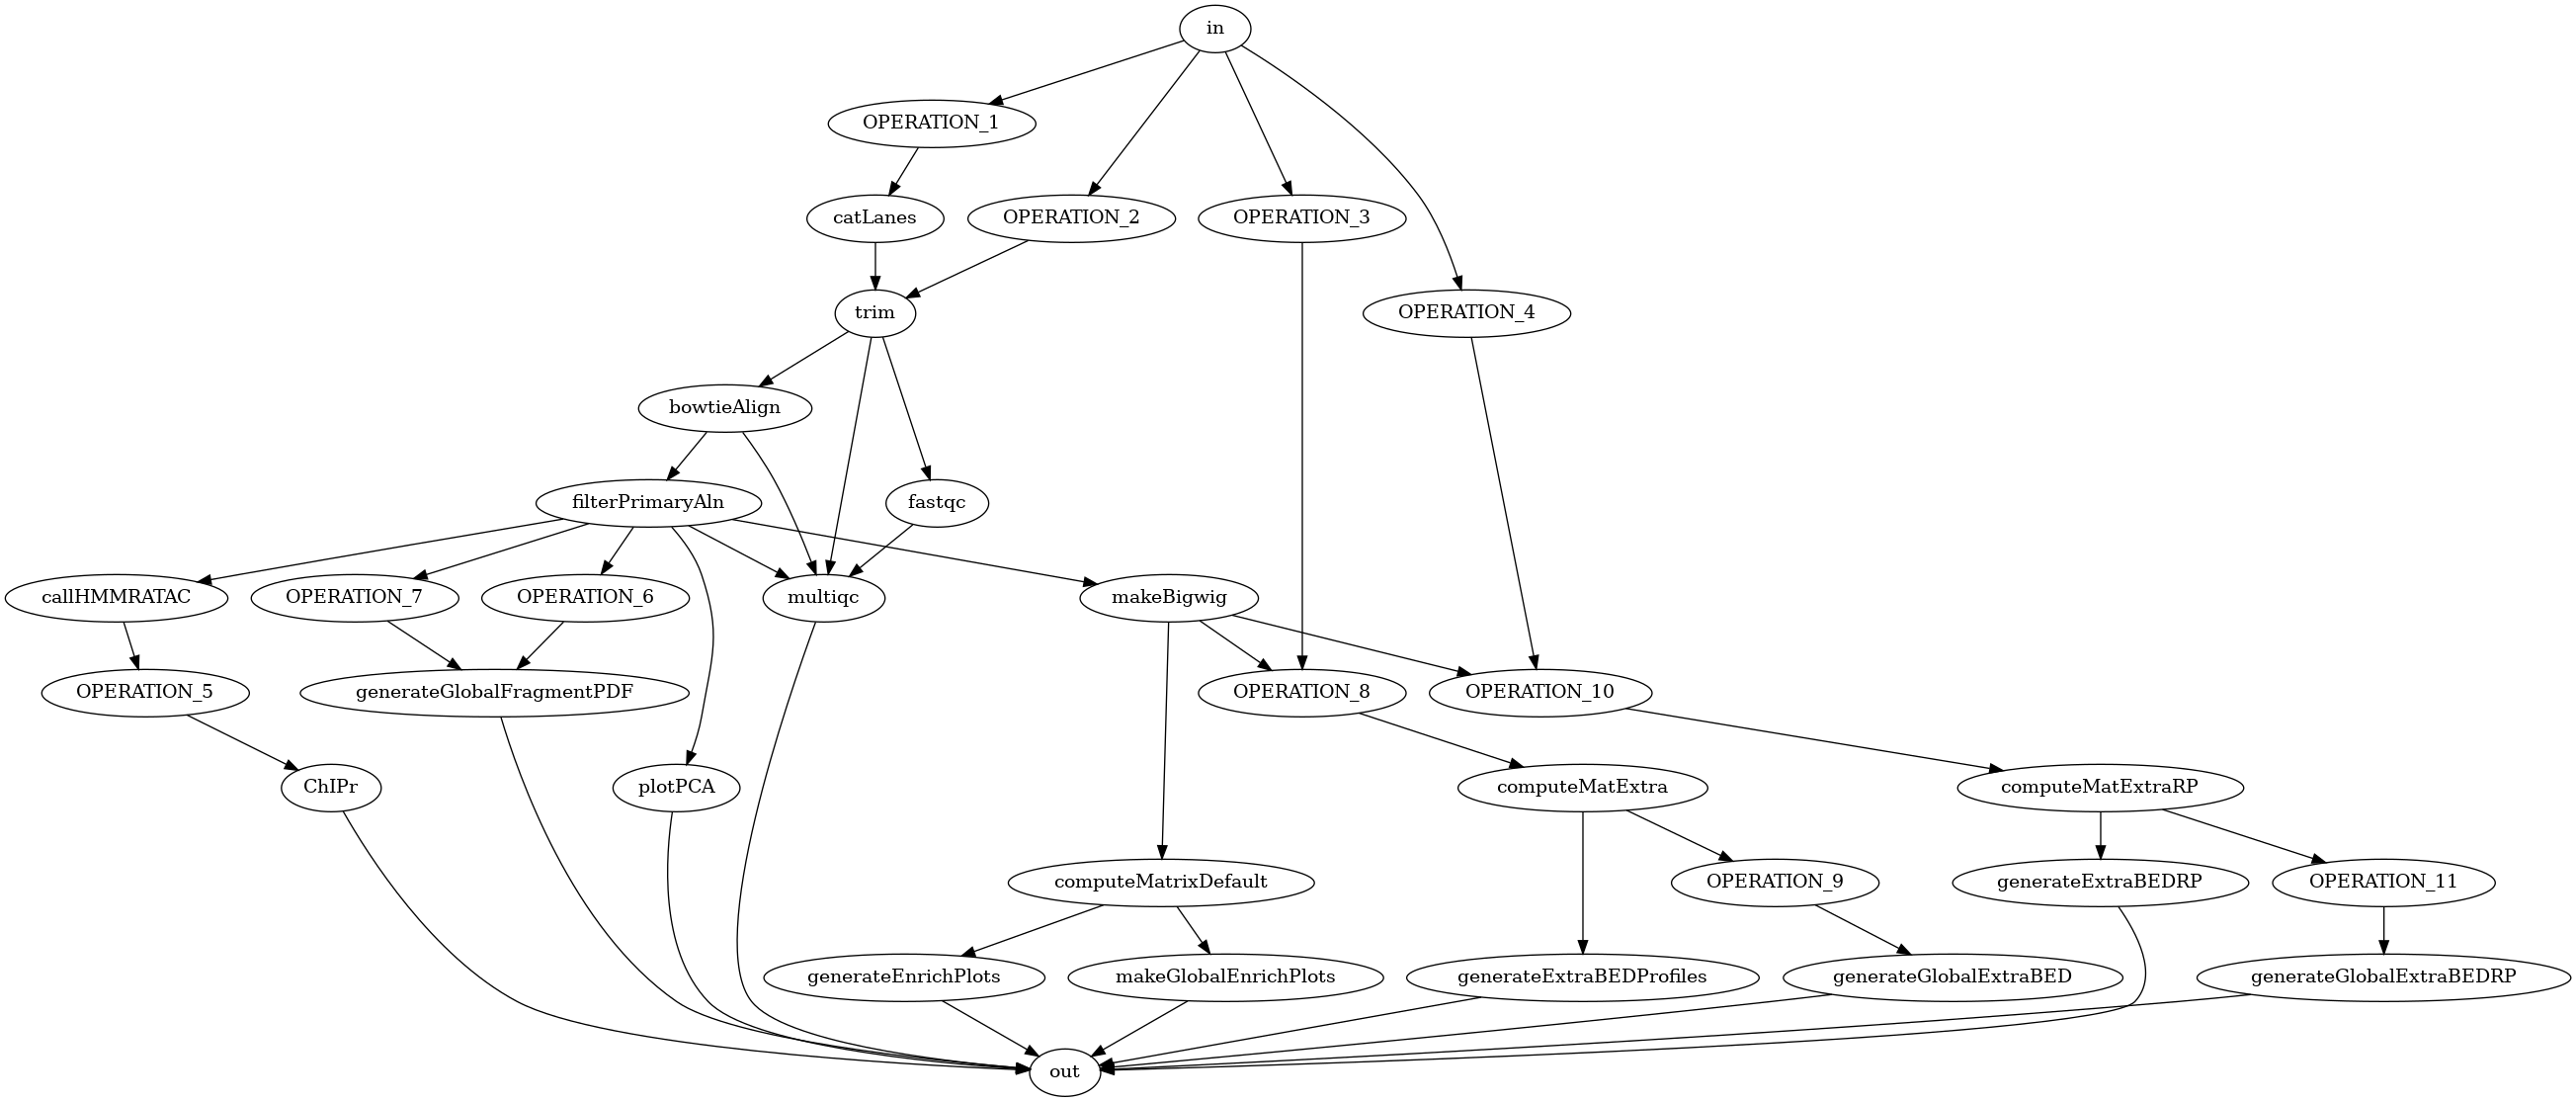 in
OPERATION_1
catLanes
OPERATION_2
OPERATION_3
trim
OPERATION_4
bowtieAlign
filterPrimaryAln
fastqc
callHMMRATAC
OPERATION_7
OPERATION_6
multiqc
makeBigwig
OPERATION_5
generateGlobalFragmentPDF
OPERATION_8
OPERATION_10
ChIPr
plotPCA
computeMatExtra
computeMatExtraRP
computeMatrixDefault
OPERATION_9
generateExtraBEDRP
OPERATION_11
generateEnrichPlots
makeGlobalEnrichPlots
generateExtraBEDProfiles
generateGlobalExtraBED
generateGlobalExtraBEDRP
out